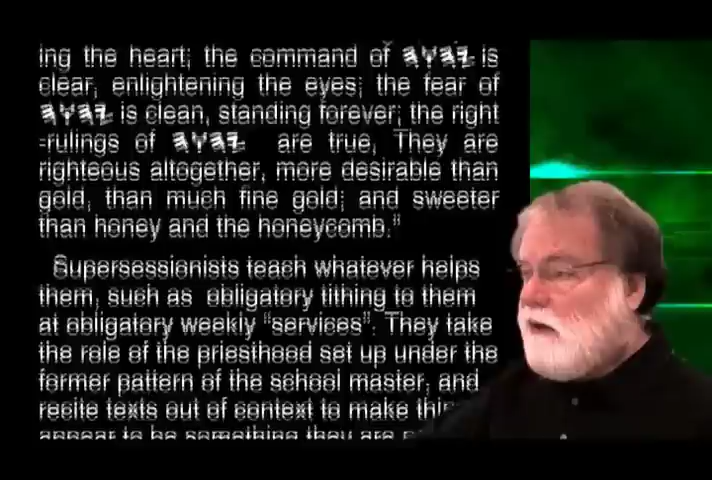 ing the heart; the command of 𐤉𐤄𐤅𐤄 is
clear, enlightening the eyes; the fear of
𐤉𐤄𐤅𐤄 is clean, standing forever; the right
-rulings of 𐤉𐤄𐤅𐤄 are true, They are
righteous altogether, more desirable than
gold, than much fine gold; and sweeter
than honey and the honeycomb."
Supersessionists teach whatever helps
them, such as obligatory tithing to them
at obligatory weekly "services". They take
the role of the priesthood set up under the
former pattern of the school master, and
recite texts out of context to make
appear to be something they are